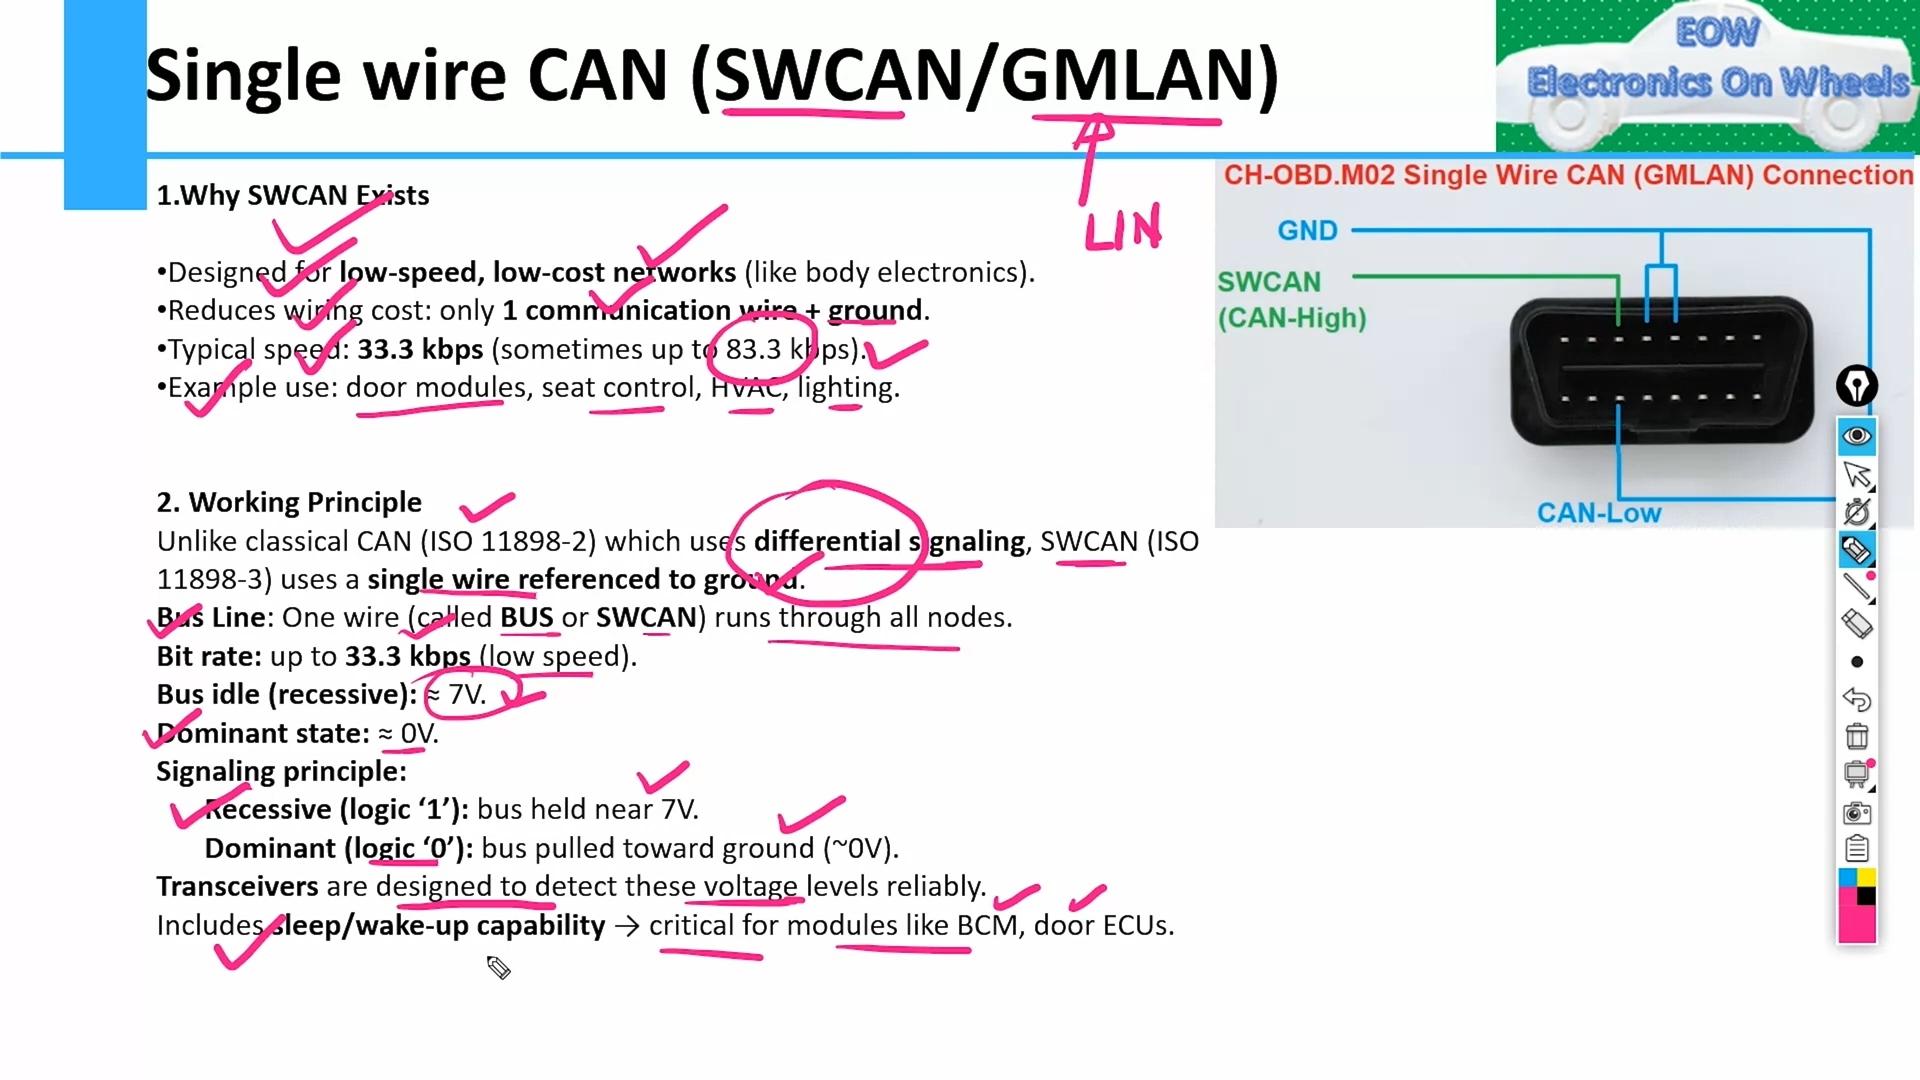 Single wire CAN (SWCAN/GMLAN)
EOW
Electronics On Wheels
LIN
1.Why SWCAN Exists
•Designed for low-speed, low-cost networks (like body electronics).
•Reduces wiring cost: only 1 communication wire + ground.
•Typical speed: 33.3 kbps (sometimes up to 83.3 kbps).
•Example use: door modules, seat control, HVAC, lighting.
2. Working Principle
Unlike classical CAN (ISO 11898-2) which uses differential signaling, SWCAN (ISO
11898-3) uses a single wire referenced to ground.
Bus Line: One wire (called BUS or SWCAN) runs through all nodes.
Bit rate: up to 33.3 kbps (low speed).
Bus idle (recessive): ≈ 7V.
Dominant state: ≈ 0V.
Signaling principle:
Recessive (logic ‘1’): bus held near 7V.
Dominant (logic ‘0’): bus pulled toward ground (~0V).
Transceivers are designed to detect these voltage levels reliably.
Includes sleep/wake-up capability → critical for modules like BCM, door ECUs.
CH-OBD.M02 Single Wire CAN (GMLAN) Connection
GND
SWCAN
(CAN-High)
CAN-Low